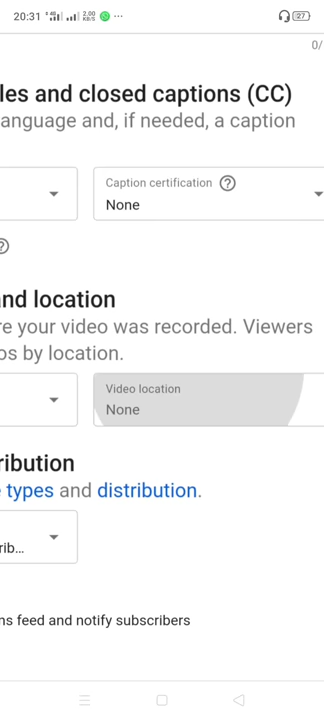 20:31 4G 2.00 KB/S ... 27
0/
les and closed captions (CC)
anguage and, if needed, a caption
Caption certification ?
None
?
nd location
re your video was recorded. Viewers
os by location.
Video location
None
ribution
types and distribution.
rib...
ns feed and notify subscribers